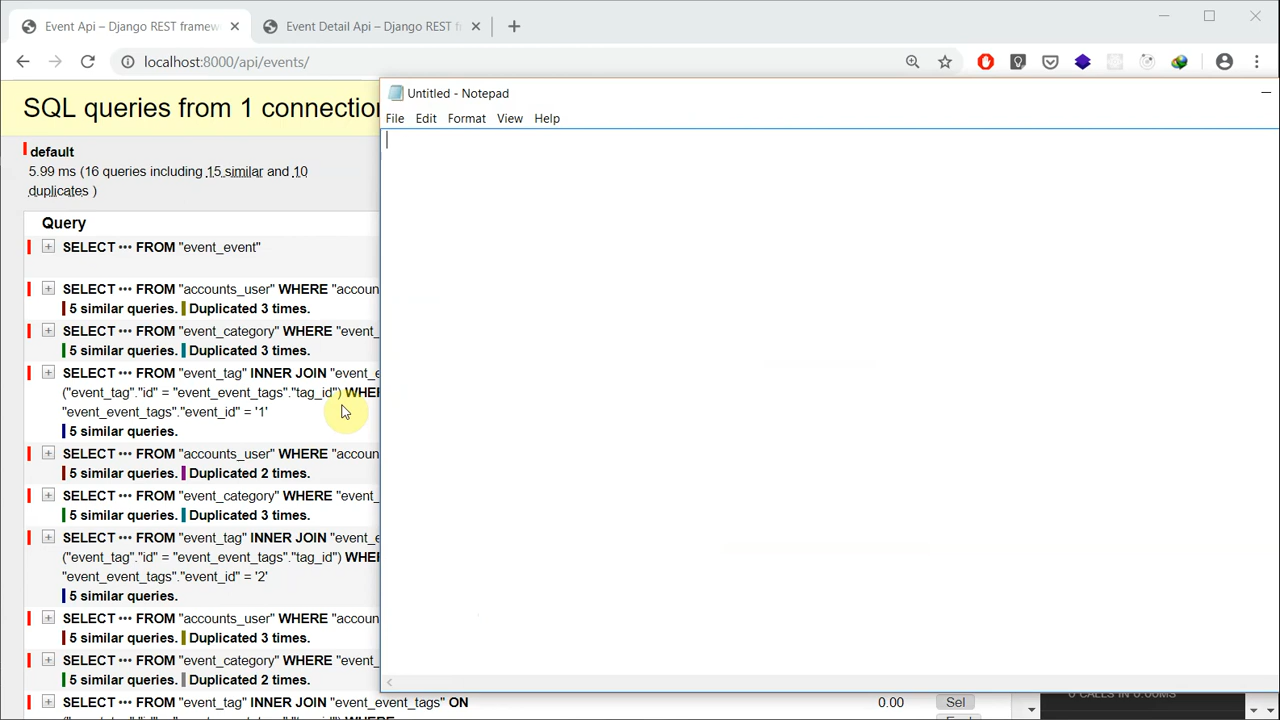 Event Api – Django REST framew
Event Detail Api – Django REST f
localhost:8000/api/events/
SQL queries from 1 connection
Untitled - Notepad
File Edit Format View Help
default
5.99 ms (16 queries including 15 similar and 10
duplicates )
Query
SELECT ••• FROM "event_event"
SELECT ••• FROM "accounts_user" WHERE "accoun
5 similar queries. Duplicated 3 times.
SELECT ••• FROM "event_category" WHERE "event_
5 similar queries. Duplicated 3 times.
SELECT ••• FROM "event_tag" INNER JOIN "event_e
("event_tag"."id" = "event_event_tags"."tag_id") WHE
"event_event_tags"."event_id" = '1'
5 similar queries.
SELECT ••• FROM "accounts_user" WHERE "accoun
5 similar queries. Duplicated 2 times.
SELECT ••• FROM "event_category" WHERE "event_
5 similar queries. Duplicated 3 times.
SELECT ••• FROM "event_tag" INNER JOIN "event_e
("event_tag"."id" = "event_event_tags"."tag_id") WHE
"event_event_tags"."event_id" = '2'
5 similar queries.
SELECT ••• FROM "accounts_user" WHERE "accoun
5 similar queries. Duplicated 3 times.
SELECT ••• FROM "event_category" WHERE "event_
5 similar queries. Duplicated 2 times.
SELECT ••• FROM "event_tag" INNER JOIN "event_event_tags" ON
0.00 Sel